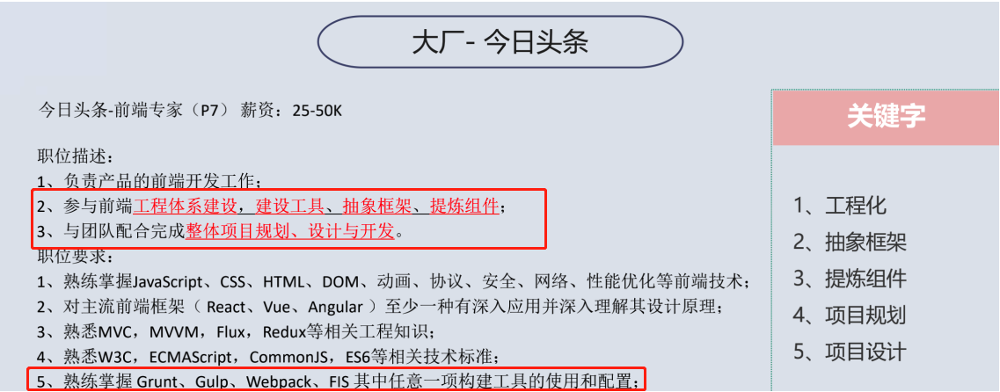 大厂- 今日头条
今日头条-前端专家（P7） 薪资：25-50K
职位描述：
1、负责产品的前端开发工作；
2、参与前端工程体系建设，建设工具、抽象框架、提炼组件；
3、与团队配合完成整体项目规划、设计与开发。
职位要求：
1、熟练掌握JavaScript、CSS、HTML、DOM、动画、协议、安全、网络、性能优化等前端技术；
2、对主流前端框架（ React、Vue、Angular ）至少一种有深入应用并深入理解其设计原理；
3、熟悉MVC，MVVM，Flux，Redux等相关工程知识；
4、熟悉W3C，ECMAScript，CommonJS，ES6等相关技术标准；
5、熟练掌握 Grunt、Gulp、Webpack、FIS 其中任意一项构建工具的使用和配置；
关键字
1、工程化
2、抽象框架
3、提炼组件
4、项目规划
5、项目设计